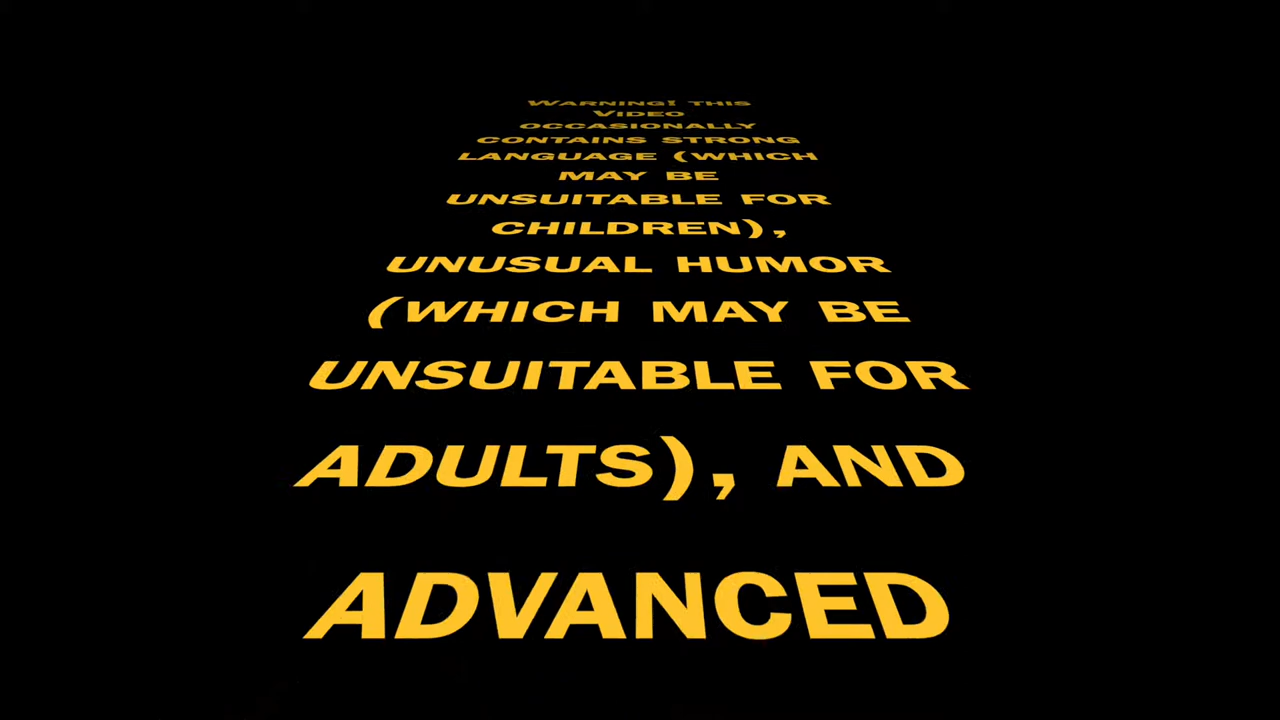 Warning! this
Video
occasionally
contains strong
language (which
may be
unsuitable for
children),
unusual humor
(which may be
unsuitable for
adults), and
advanced